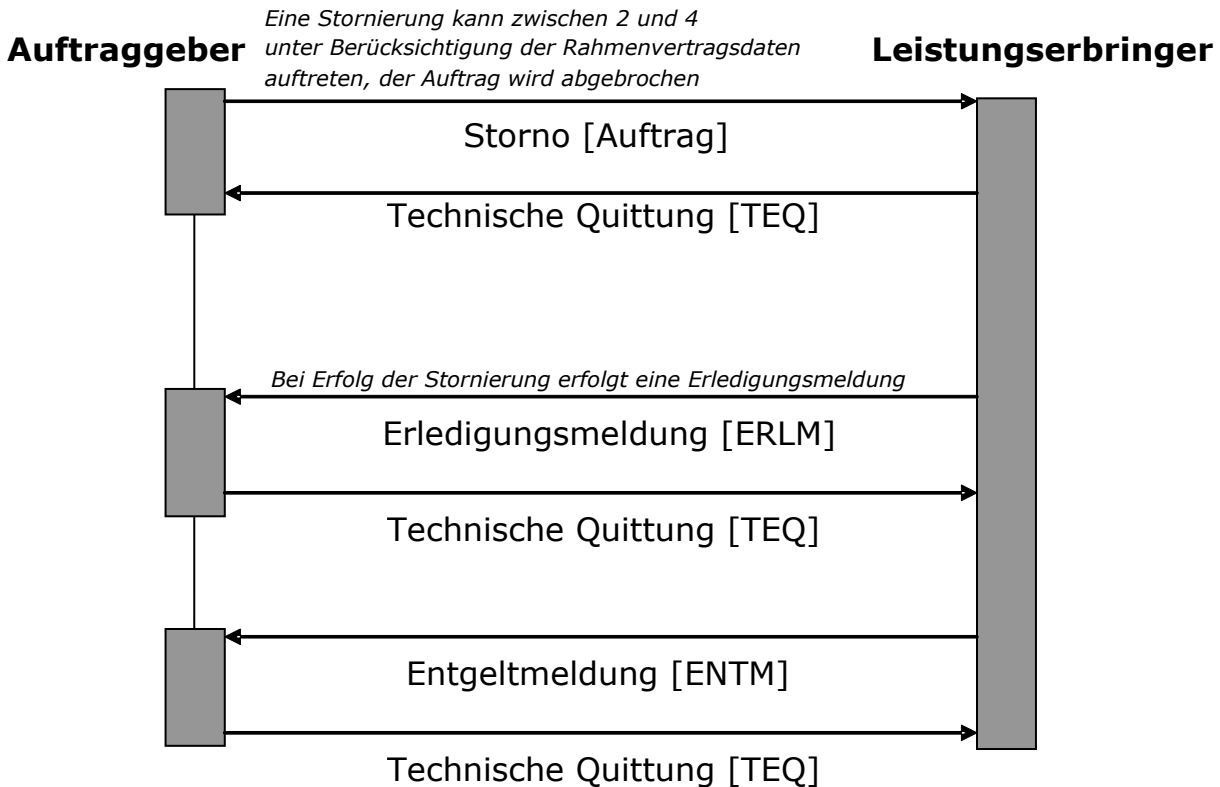 Eine Stornierung kann zwischen 2 und 4
Auftraggeber unter Berücksichtigung der Rahmenvertragsdaten Leistungserbringer
auftreten, der Auftrag wird abgebrochen
Storno [Auftrag]
Technische Quittung [TEQ]
Bei Erfolg der Stornierung erfolgt eine Erledigungsmeldung
Erledigungsmeldung [ERLM]
Technische Quittung [TEQ]
Entgeltmeldung [ENTM]
Technische Quittung [TEQ]